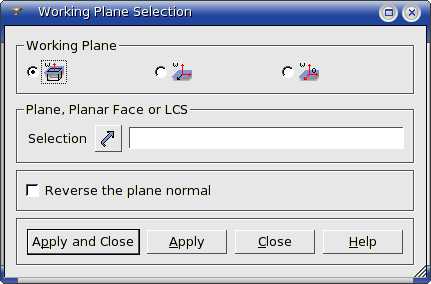 Working Plane Selection
Working Plane
Plane, Planar Face or LCS
Selection
Reverse the plane normal
Apply and Close Apply Close Help